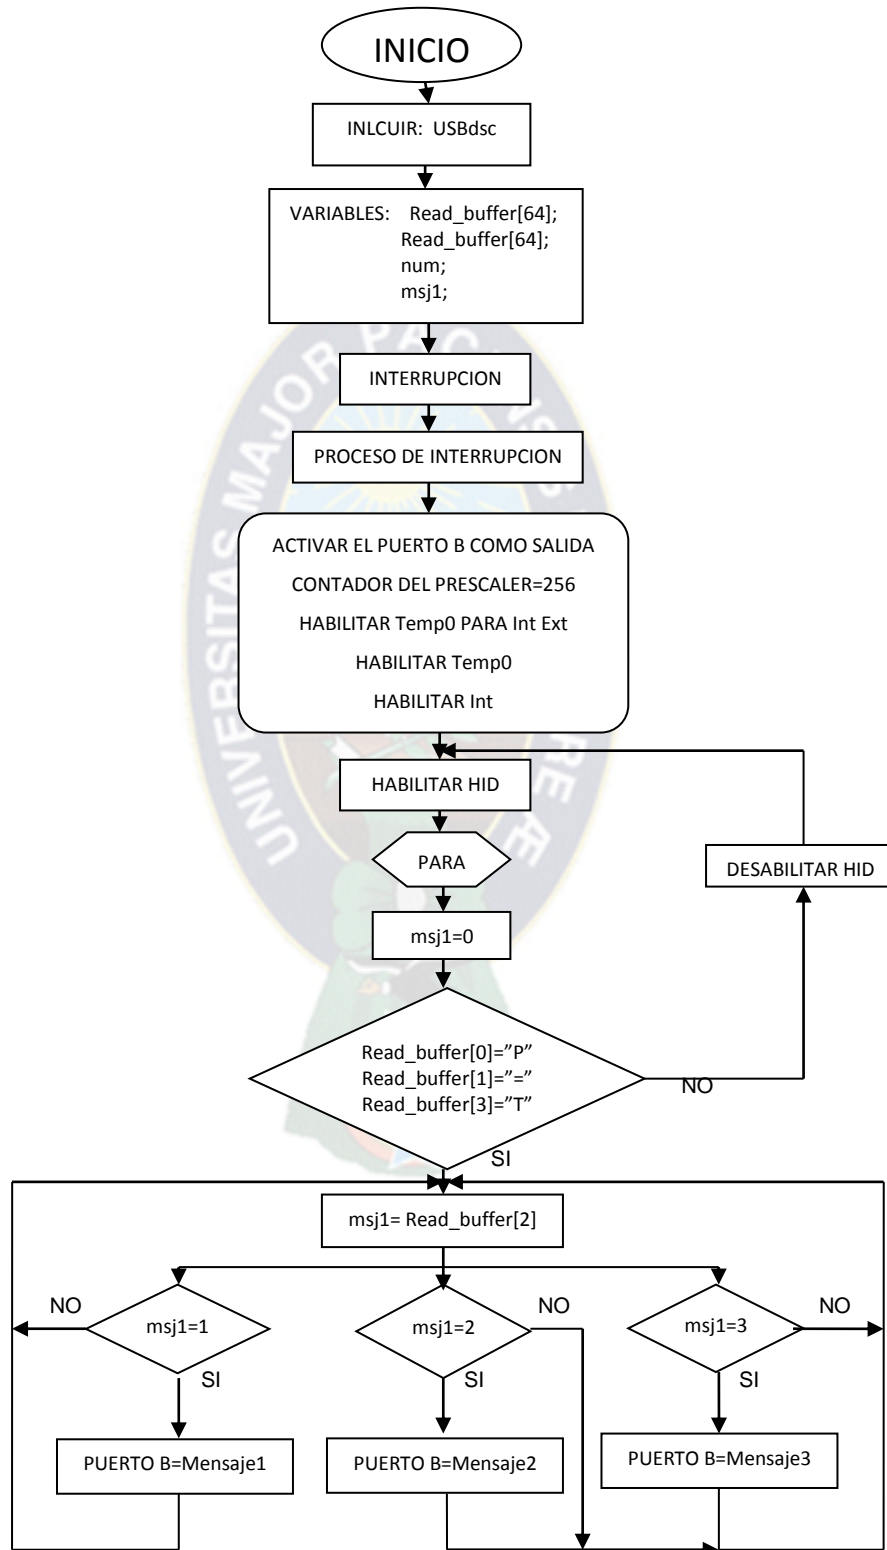 INICIO
INLCUIR: USBdsc
VARIABLES: Read_buffer[64];
Read_buffer[64];
num;
msj1;
INTERRUPCION
PROCESO DE INTERRUPCION
ACTIVAR EL PUERTO B COMO SALIDA
CONTADOR DEL PRESCALER=256
HABILITAR Temp0 PARA Int Ext
HABILITAR Temp0
HABILITAR Int
HABILITAR HID
PARA
DESABILITAR HID
msj1=0
Read_buffer[0]=”P”
Read_buffer[1]=”=”
Read_buffer[3]=”T”
NO
SI
msj1= Read_buffer[2]
NO
msj1=1
SI
msj1=2
NO
SI
msj1=3
NO
SI
PUERTO B=Mensaje1
PUERTO B=Mensaje2
PUERTO B=Mensaje3
UNIVERSITAS MAJOR